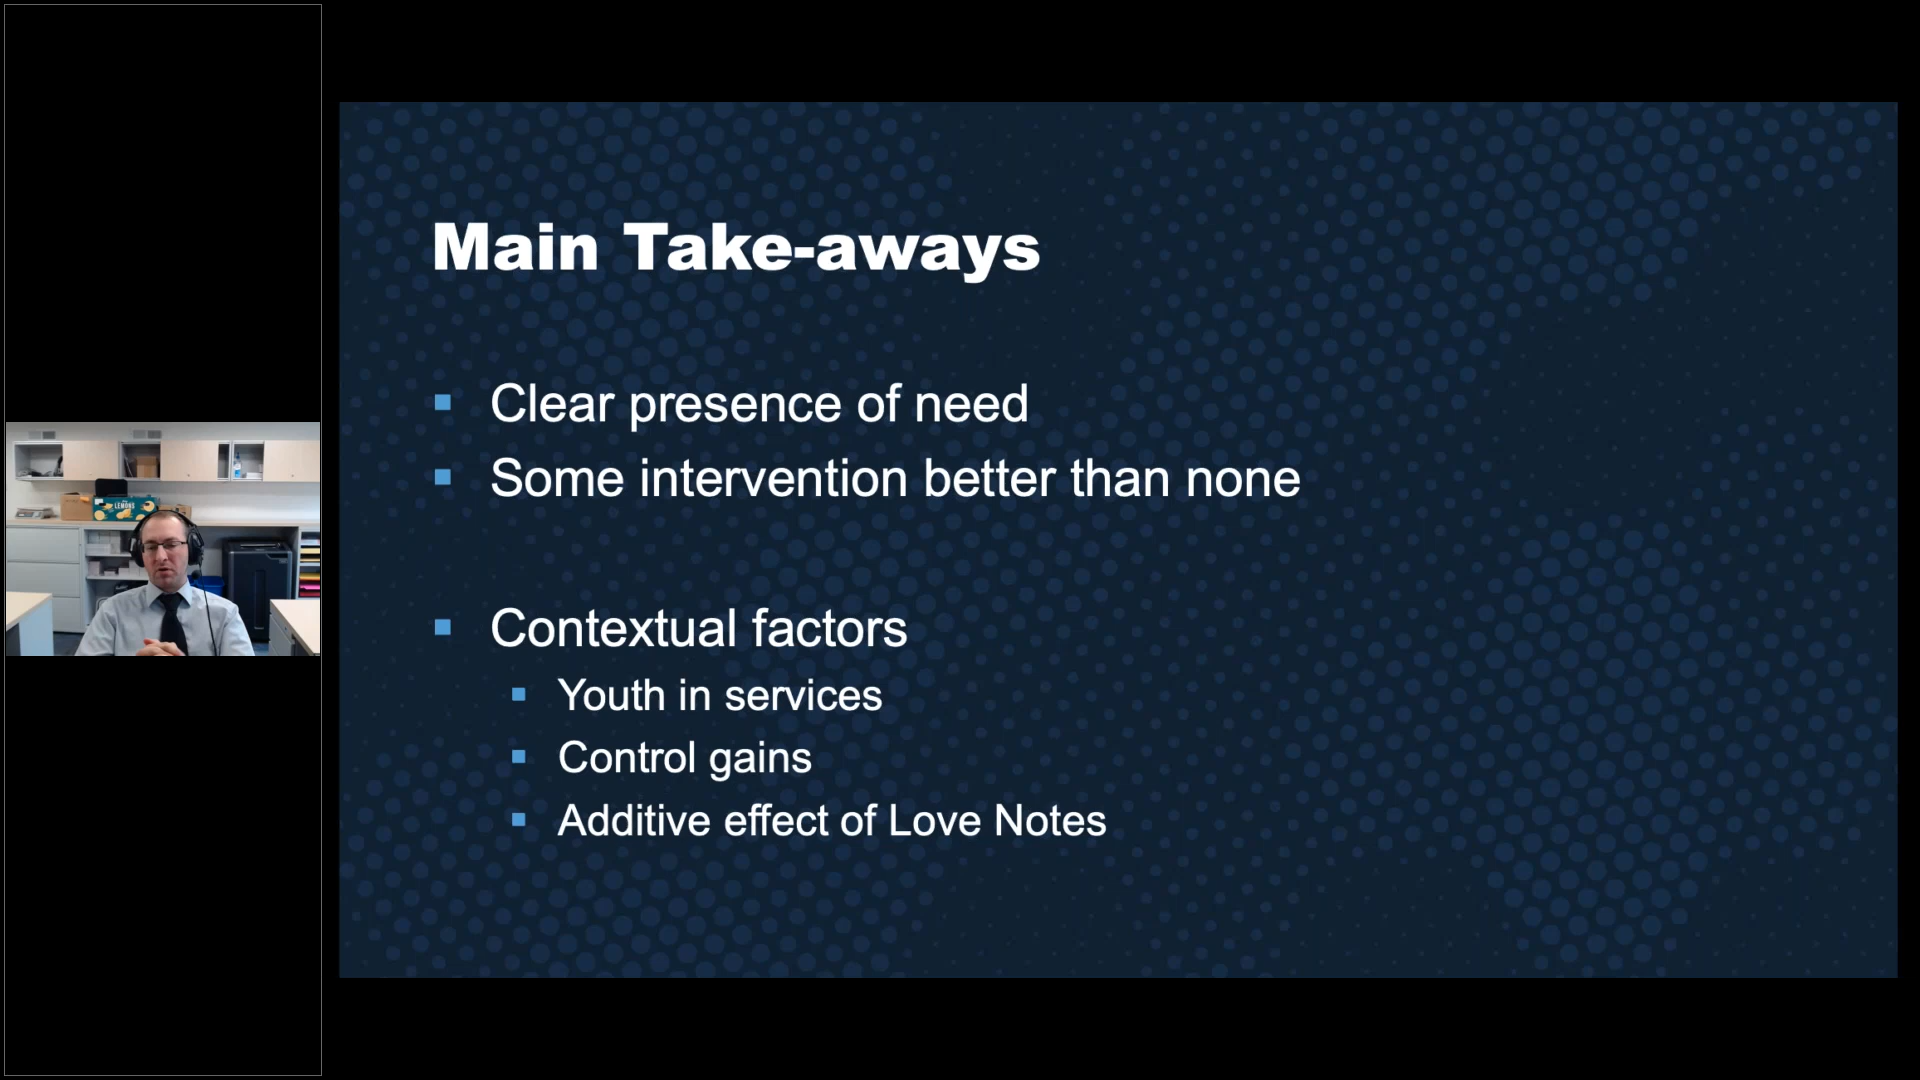 Main Take-aways
Clear presence of need
Some intervention better than none
Contextual factors
Youth in services
Control gains
Additive effect of Love Notes
LEMONS